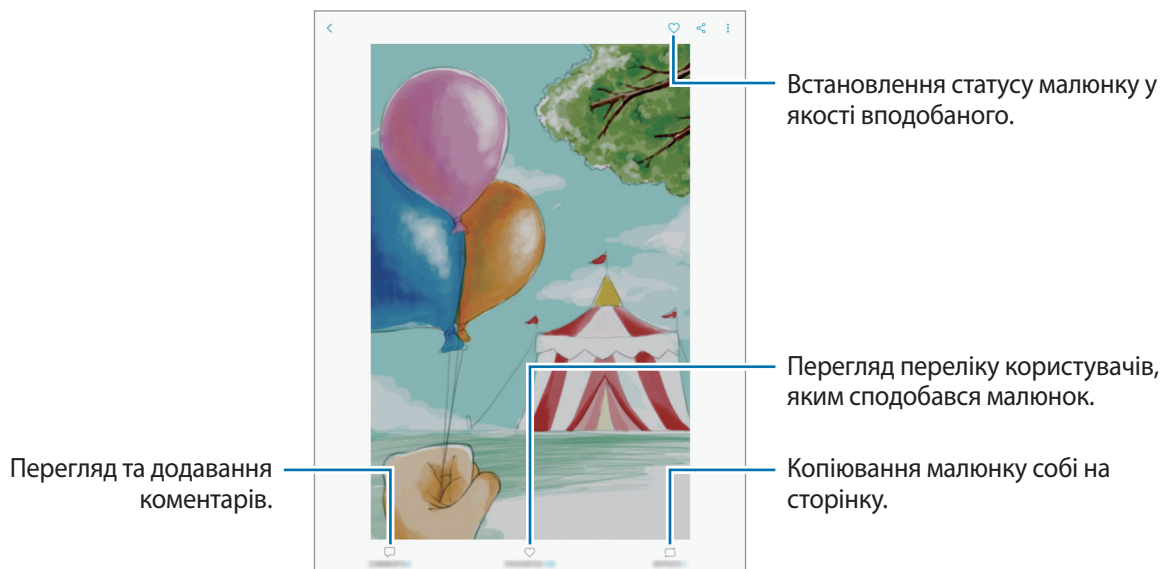 Встановлення статусу малюнку у
якості вподобаного.
Перегляд переліку користувачів,
яким сподобався малюнок.
Перегляд та додавання
коментарів.
Копіювання малюнку собі на
сторінку.